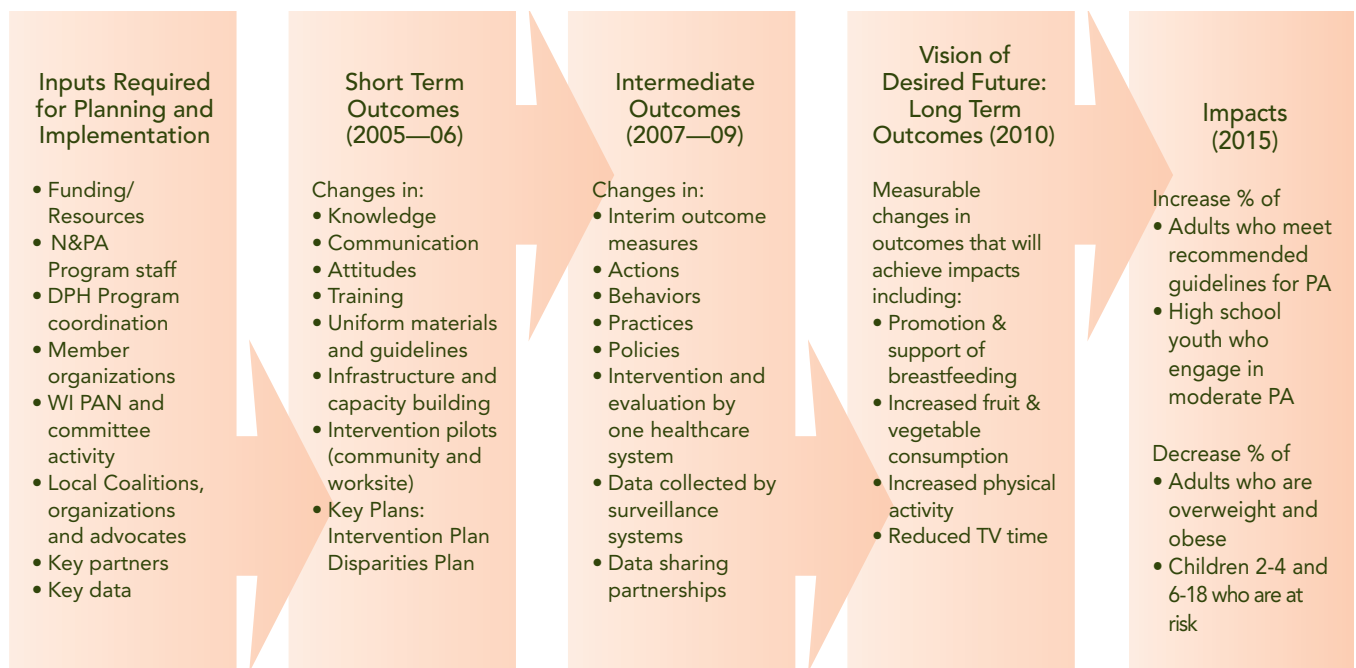 Inputs Required
for Planning and
Implementation
• Funding/
Resources
• N&PA
Program staff
• DPH Program
coordination
• Member
organizations
• WI PAN and
committee
activity
• Local Coalitions,
organizations
and advocates
• Key partners
• Key data
Short Term
Outcomes
(2005—06)
Changes in:
• Knowledge
• Communication
• Attitudes
• Training
• Uniform materials
and guidelines
• Infrastructure and
capacity building
• Intervention pilots
(community and
worksite)
• Key Plans:
Intervention Plan
Disparities Plan
Intermediate
Outcomes
(2007—09)
Changes in:
• Interim outcome
measures
• Actions
• Behaviors
• Practices
• Policies
• Intervention and
evaluation by
one healthcare
system
• Data collected by
surveillance
systems
• Data sharing
partnerships
Vision of
Desired Future:
Long Term
Outcomes (2010)
Measurable
changes in
outcomes that will
achieve impacts
including:
• Promotion &
support of
breastfeeding
• Increased fruit &
vegetable
consumption
• Increased physical
activity
• Reduced TV time
Impacts
(2015)
Increase % of
• Adults who meet
recommended
guidelines for PA
• High school
youth who
engage in
moderate PA
Decrease % of
• Adults who are
overweight and
obese
• Children 2-4 and
6-18 who are at
risk